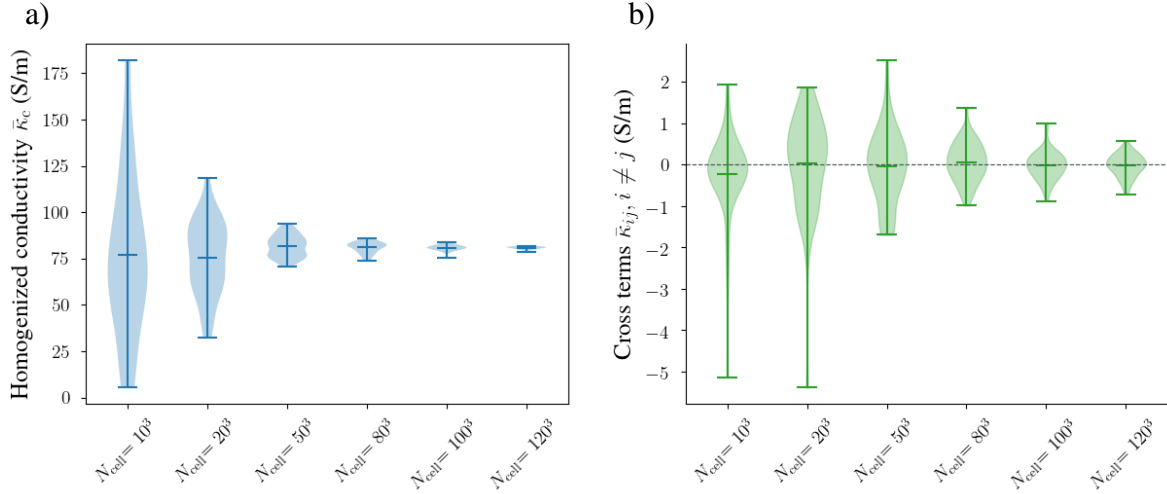 a)
Homogenized conductivity κ̄c (S/m)
175
150
125
100
75
50
25
0
Ncell = 10³
Ncell = 20³
Ncell = 50³
Ncell = 80³
Ncell = 100³
Ncell = 120³
b)
Cross terms κ̄ij, i ≠ j (S/m)
2
1
0
−1
−2
−3
−4
−5
Ncell = 10³
Ncell = 20³
Ncell = 50³
Ncell = 80³
Ncell = 100³
Ncell = 120³